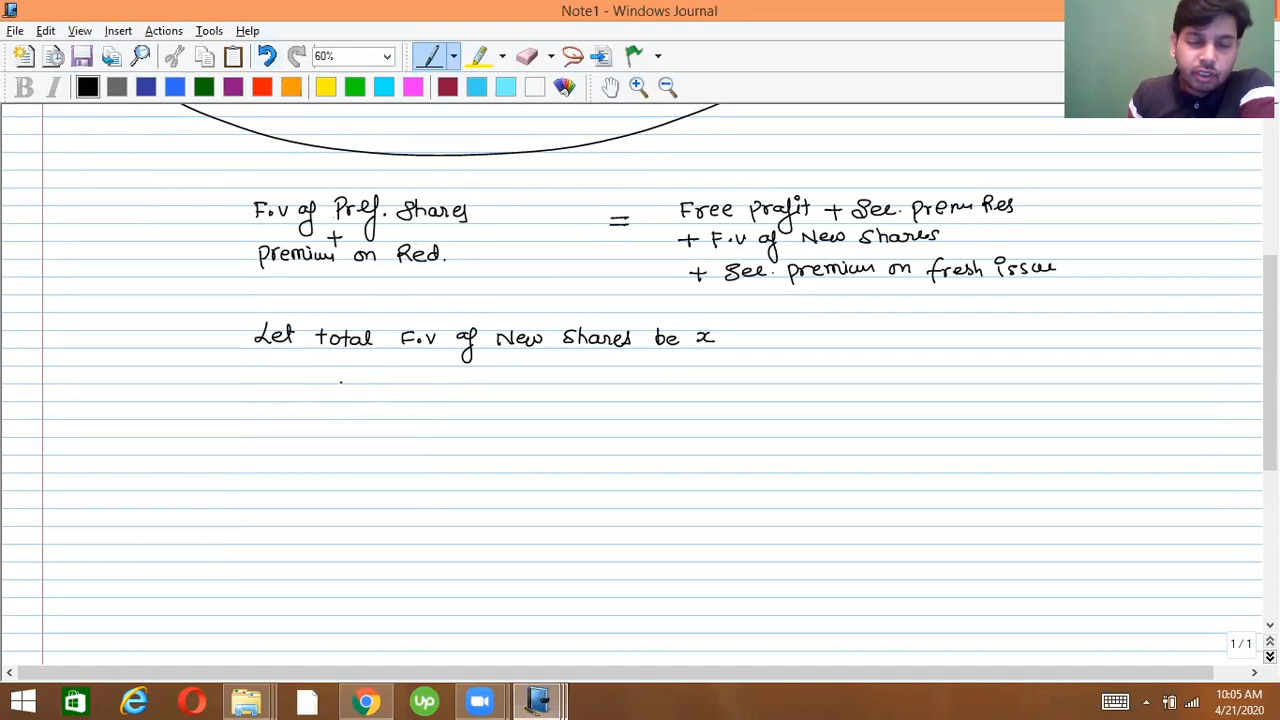 Note1 - Windows Journal
File Edit View Insert Actions Tools Help
60%
B I
F.v of Pref. Shares
+
premium on Red.
=
Free profit + Sec. premu Res
+ F.v of New Shares
+ Sec. premium on fresh issue
Let total F.v of New Shares be x
1 / 1
up
10:05 AM
4/21/2020